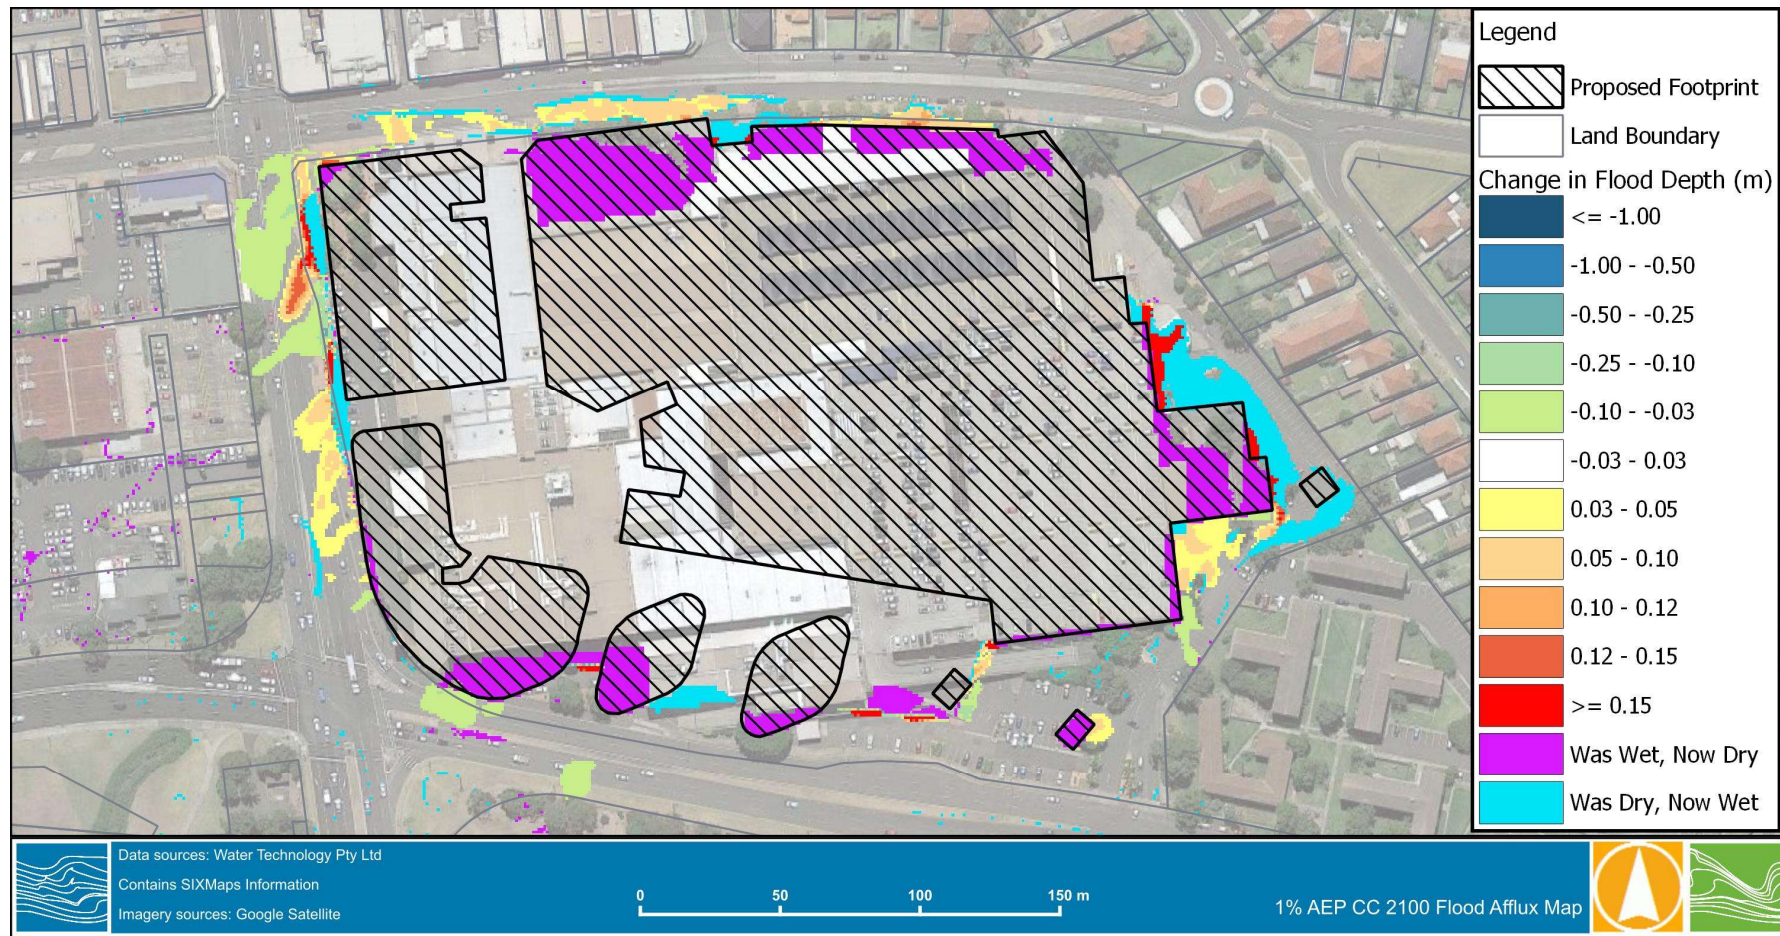 Legend
Proposed Footprint
Land Boundary
Change in Flood Depth (m)
<= -1.00
-1.00 - -0.50
-0.50 - -0.25
-0.25 - -0.10
-0.10 - -0.03
-0.03 - 0.03
0.03 - 0.05
0.05 - 0.10
0.10 - 0.12
0.12 - 0.15
>= 0.15
Was Wet, Now Dry
Was Dry, Now Wet
Data sources: Water Technology Pty Ltd
Contains SIXMaps Information
Imagery sources: Google Satellite
0 50 100 150 m
1% AEP CC 2100 Flood Afflux Map